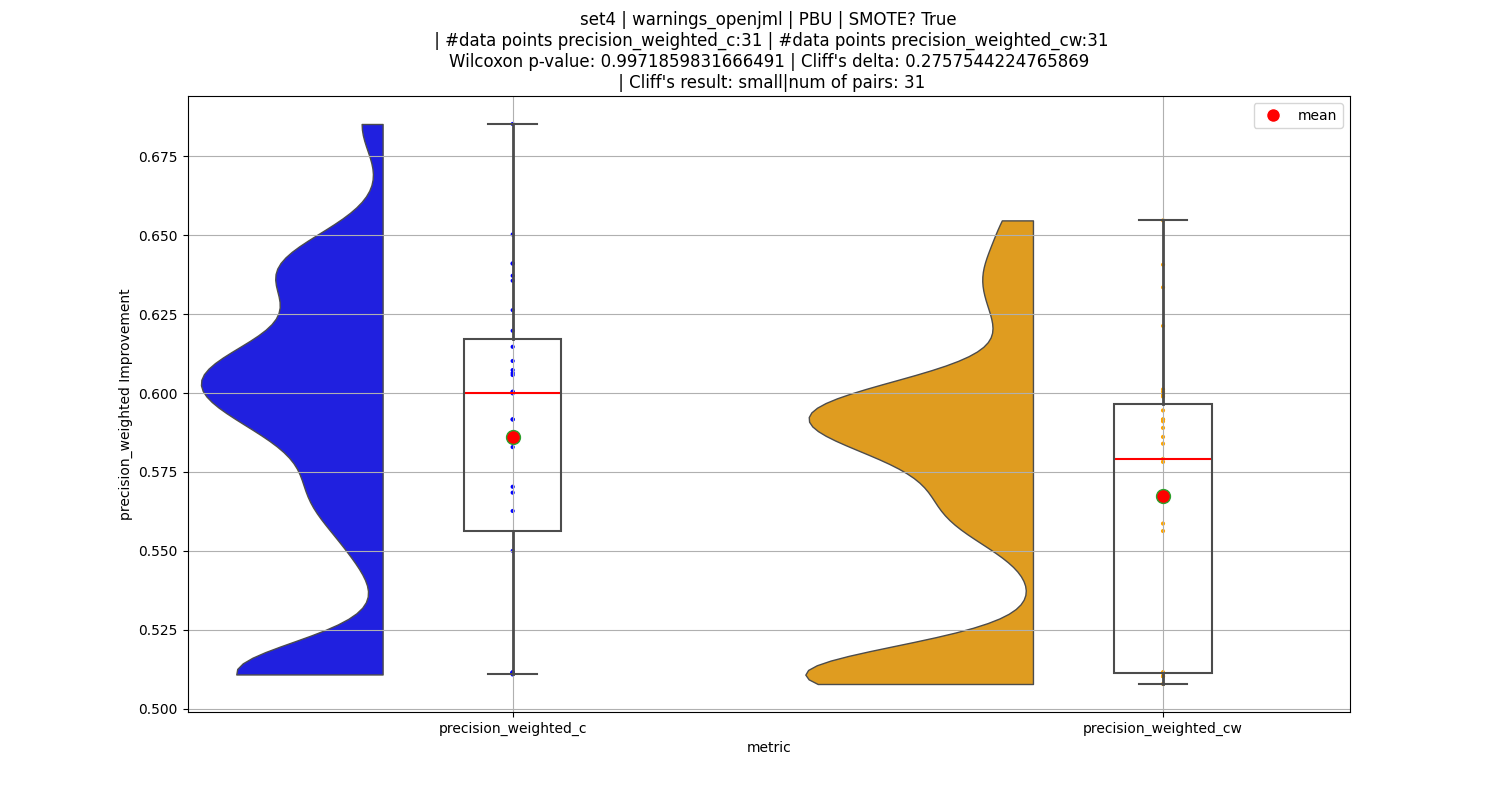 set4 | warnings_openjml | PBU | SMOTE? True
| #data points precision_weighted_c:31 | #data points precision_weighted_cw:31
Wilcoxon p-value: 0.9971859831666491 | Cliff's delta: 0.2757544224765869
| Cliff's result: small|num of pairs: 31
mean
0.675
0.650
0.625
0.600
0.575
0.550
0.525
0.500
precision_weighted Improvement
precision_weighted_c
precision_weighted_cw
metric